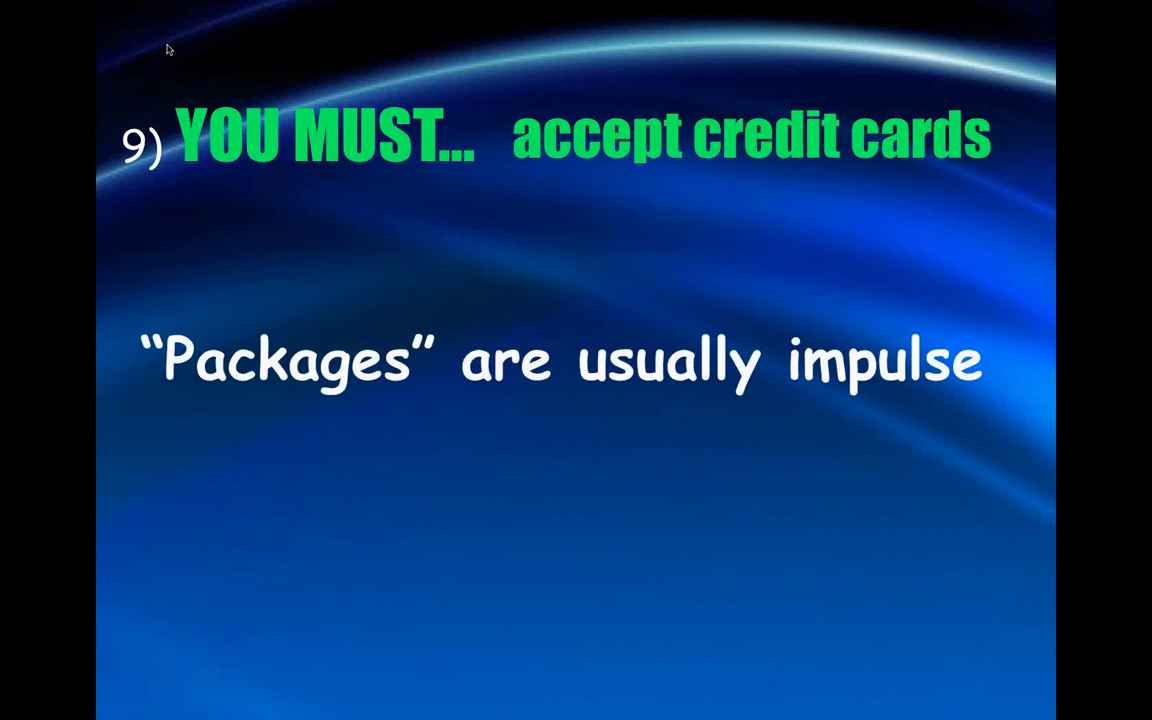 9) YOU MUST... accept credit cards
“Packages” are usually impulse